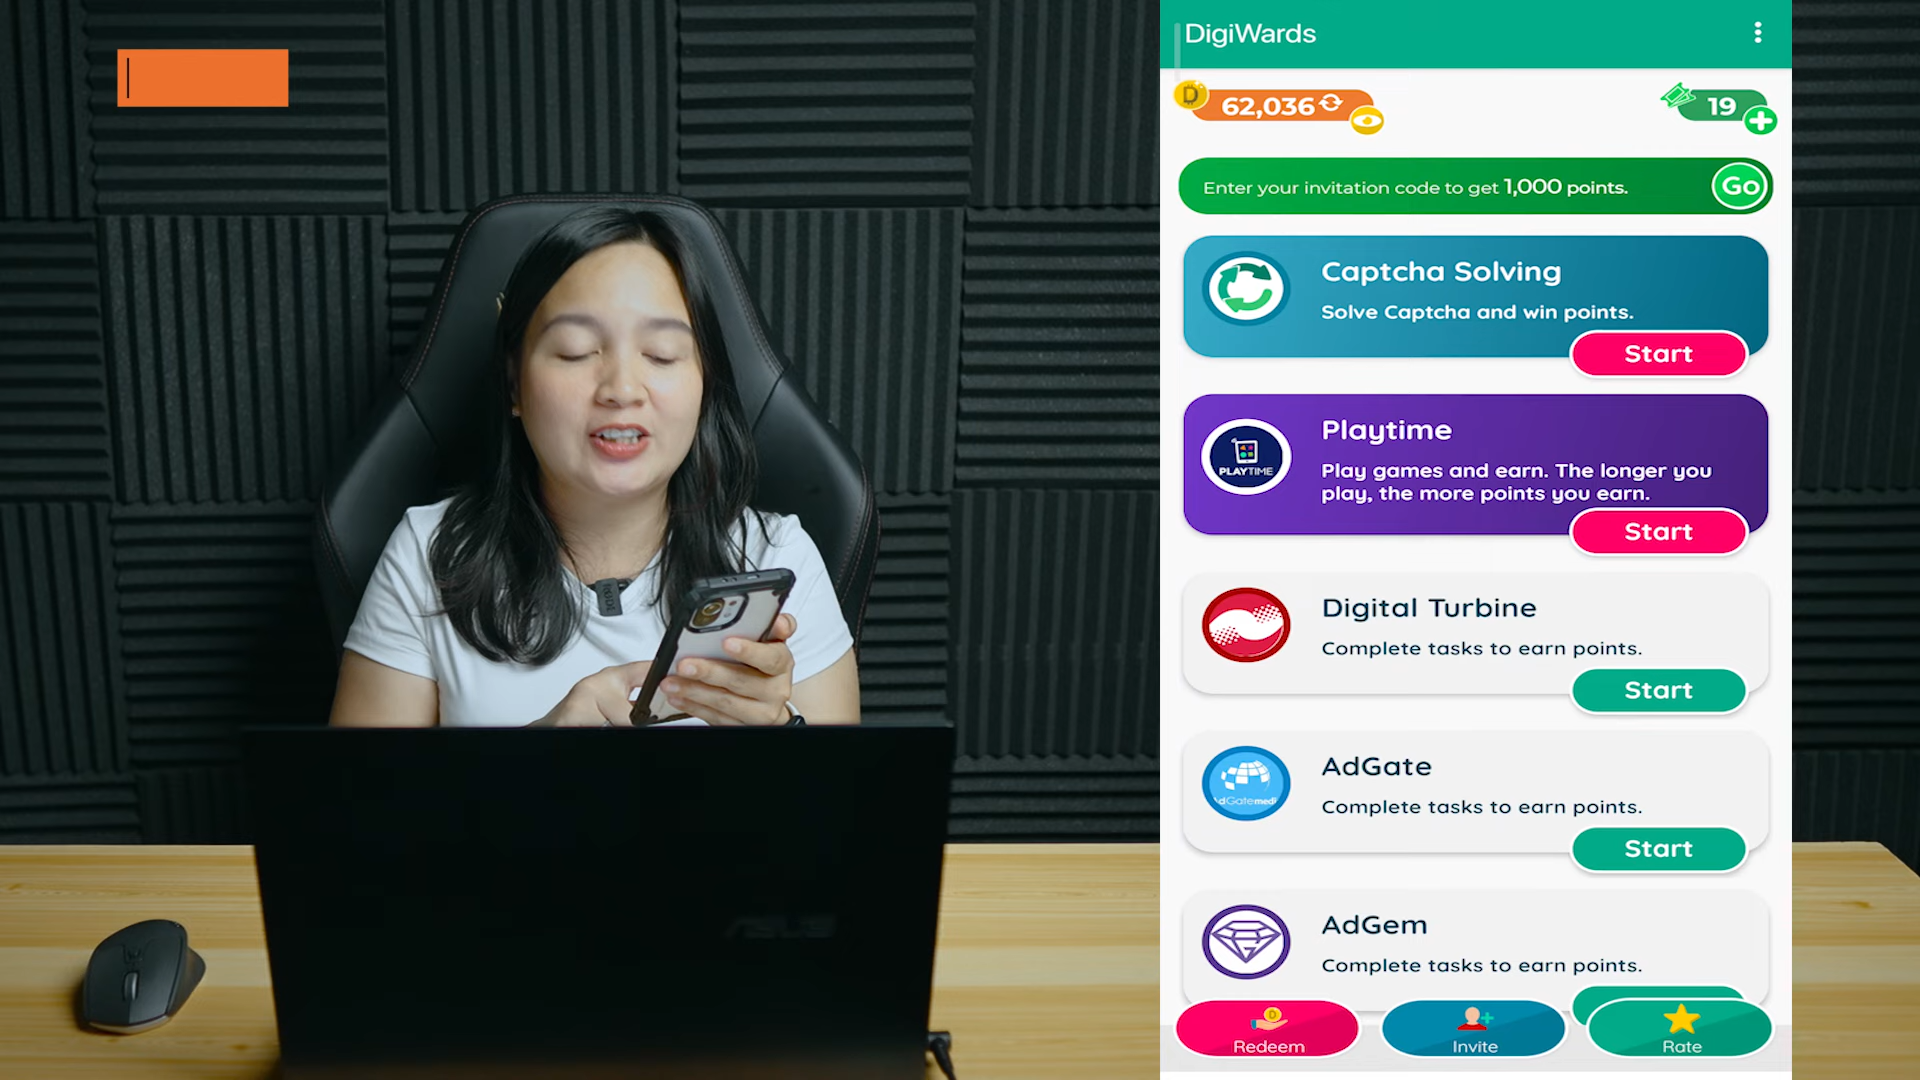 DigiWards
62,036
19
Enter your invitation code to get 1,000 points.
Go
Captcha Solving
Solve Captcha and win points.
Start
PLAYTIME
Playtime
Play games and earn. The longer you
play, the more points you earn.
Start
Digital Turbine
Complete tasks to earn points.
Start
AdGate
Complete tasks to earn points.
Start
AdGem
Complete tasks to earn points.
Redeem
Invite
Rate
ASUS